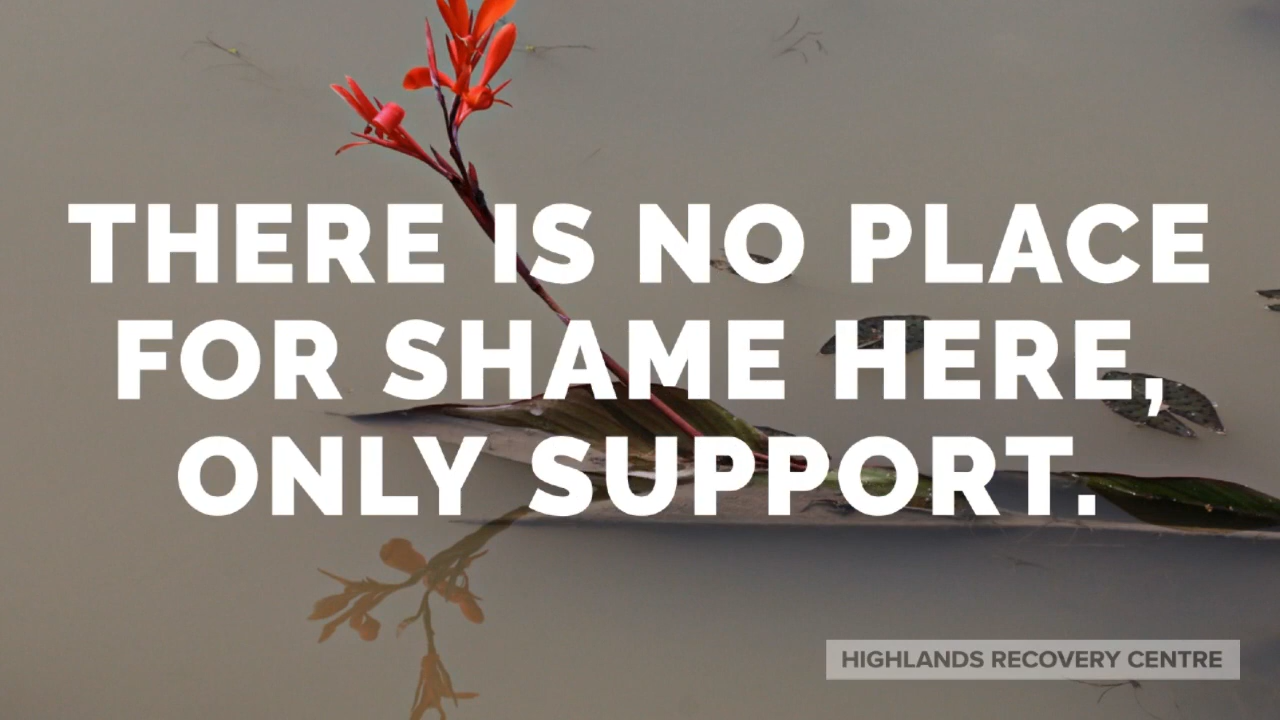 THERE IS NO PLACE
FOR SHAME HERE,
ONLY SUPPORT.
HIGHLANDS RECOVERY CENTRE